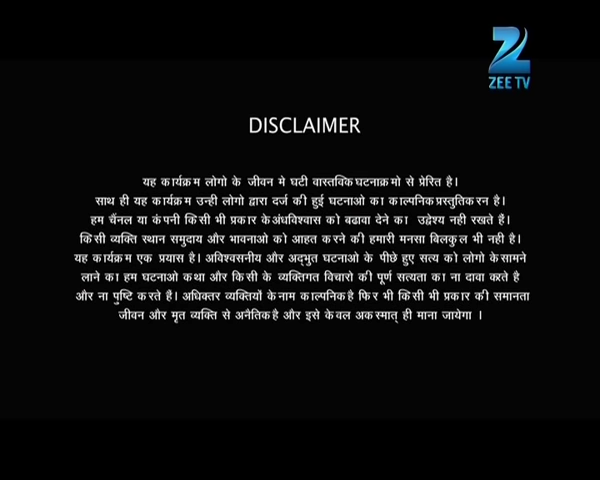 ZEE TV
DISCLAIMER
यह कार्यक्रम लोगो के जीवन मे घटी वास्तविक घटनाक्रमो से प्रेरित है।
साथ ही यह कार्यक्रम उन्ही लोगो द्वारा दर्ज की हुई घटनाओ का काल्पनिक प्रस्तुतिकरन है।
हम चैंनल या कंपनी किसी भी प्रकार के अंधविश्वास को बढावा देने का उद्देश्य नही रखते हैं।
किसी व्यक्ति स्थान समुदाय और भावनाओ को आहत करने की हमारी मनसा बिलकुल भी नही है।
यह कार्यक्रम एक प्रयास है। अविश्वसनीय और अद्‌भुत घटनाओ के पीछे हुए सत्य को लोगो के सामने
लाने का हम घटनाओ कथा और किसी के व्यक्तिगत विचारो की पूर्ण सत्यता का ना दावा करते है
और ना पुष्टि करते हैं। अधिक्तर व्यक्तियों के नाम काल्पनिक है फिर भी किसी भी प्रकार की समानता
जीवन और मृत व्यक्ति से अनैतिक है और इसे केवल अकस्मात् ही माना जायेगा ।